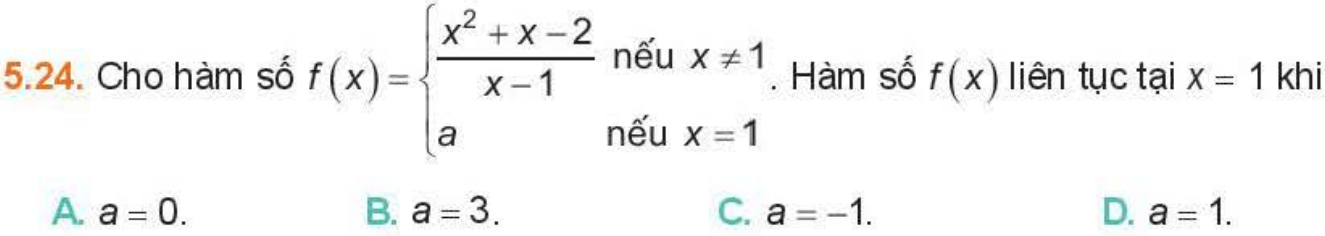 5.24. Cho hàm số f(x) = { (x² + x − 2)/(x − 1) nếu x ≠ 1; a nếu x = 1 . Hàm số f(x) liên tục tại x = 1 khi
A. a = 0. B. a = 3. C. a = −1. D. a = 1.